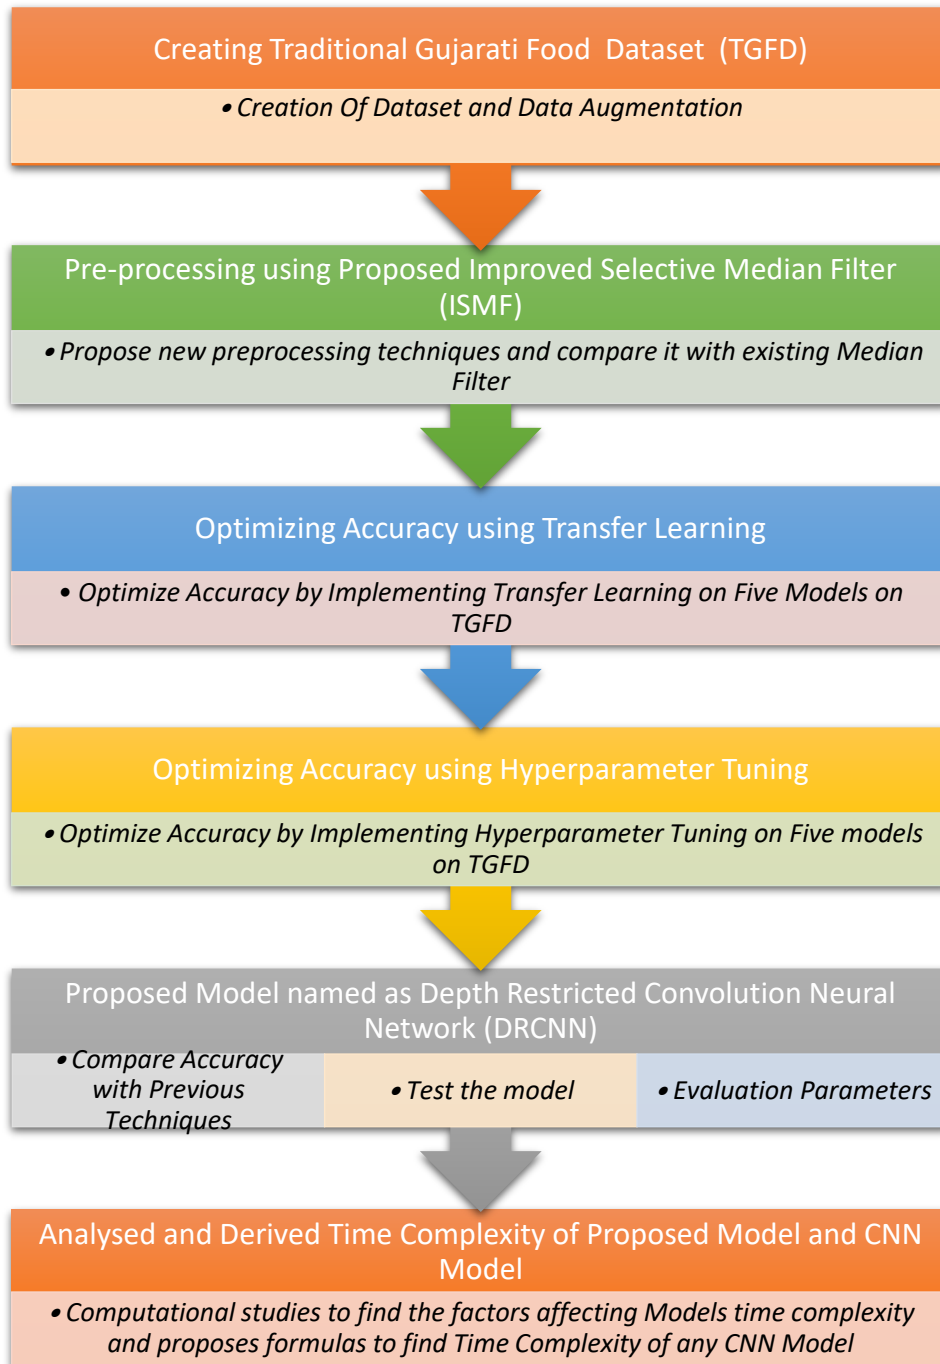 Creating Traditional Gujarati Food  Dataset  (TGFD)
• Creation Of Dataset and Data Augmentation
Pre-processing using Proposed Improved Selective Median Filter
(ISMF)
• Propose new preprocessing techniques and compare it with existing Median
Filter
Optimizing Accuracy using Transfer Learning
• Optimize Accuracy by Implementing Transfer Learning on Five Models on
TGFD
Optimizing Accuracy using Hyperparameter Tuning
• Optimize Accuracy by Implementing Hyperparameter Tuning on Five models
on TGFD
Proposed Model named as Depth Restricted Convolution Neural
Network (DRCNN)
• Compare Accuracy
with Previous
Techniques
• Test the model
• Evaluation Parameters
Analysed and Derived Time Complexity of Proposed Model and CNN
Model
• Computational studies to find the factors affecting Models time complexity
and proposes formulas to find Time Complexity of any CNN Model